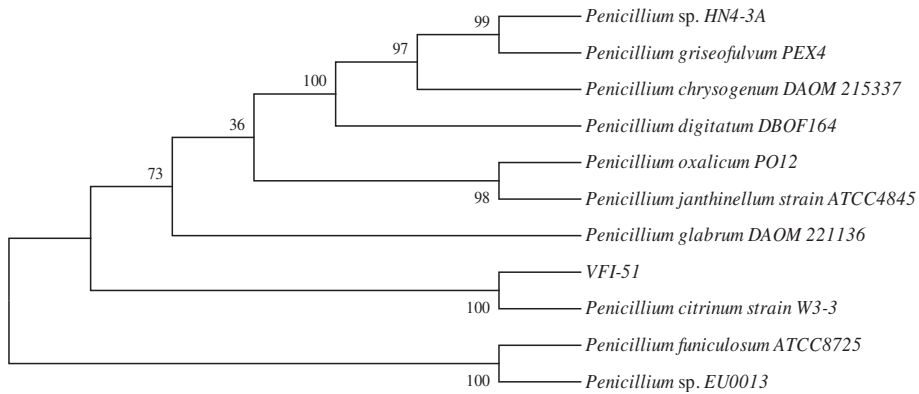 Penicillium sp. HN4-3A
99
Penicillium griseofulvum PEX4
97
Penicillium chrysogenum DAOM 215337
100
Penicillium digitatum DBOF164
36
Penicillium oxalicum PO12
73
98
Penicillium janthinellum strain ATCC4845
Penicillium glabrum DAOM 221136
VFI-51
100
Penicillium citrinum strain W3-3
Penicillium funiculosum ATCC8725
100
Penicillium sp. EU0013